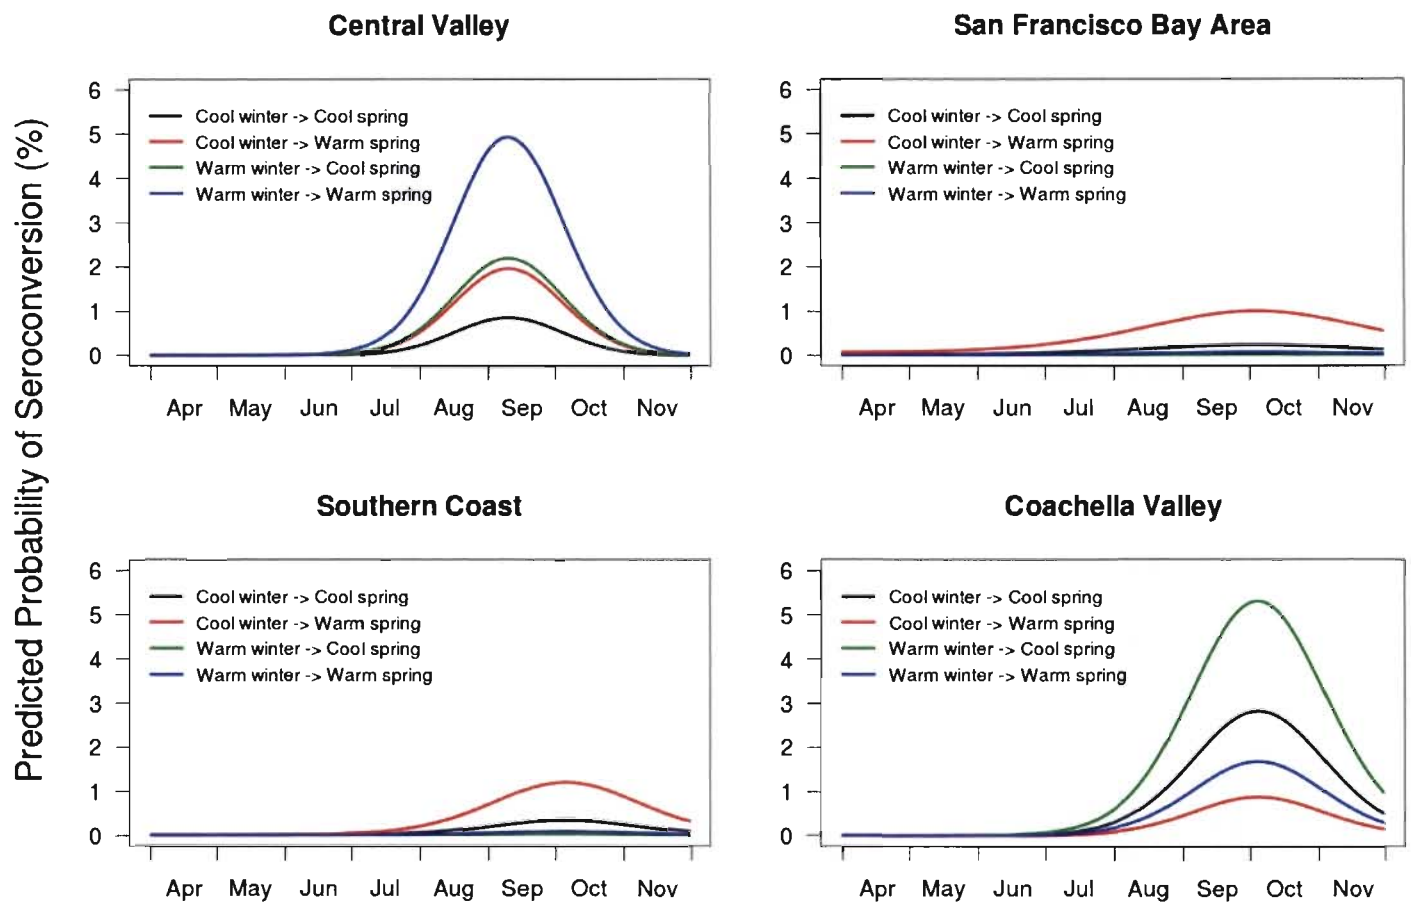 Central Valley
San Francisco Bay Area
Predicted Probability of Seroconversion (%)
6
5
4
3
2
1
0
Cool winter -> Cool spring
Cool winter -> Warm spring
Warm winter -> Cool spring
Warm winter -> Warm spring
Apr May Jun Jul Aug Sep Oct Nov
6
5
4
3
2
1
0
Cool winter -> Cool spring
Cool winter -> Warm spring
Warm winter -> Cool spring
Warm winter -> Warm spring
Apr May Jun Jul Aug Sep Oct Nov
Southern Coast
Coachella Valley
6
5
4
3
2
1
0
Cool winter -> Cool spring
Cool winter -> Warm spring
Warm winter -> Cool spring
Warm winter -> Warm spring
Apr May Jun Jul Aug Sep Oct Nov
6
5
4
3
2
1
0
Cool winter -> Cool spring
Cool winter -> Warm spring
Warm winter -> Cool spring
Warm winter -> Warm spring
Apr May Jun Jul Aug Sep Oct Nov